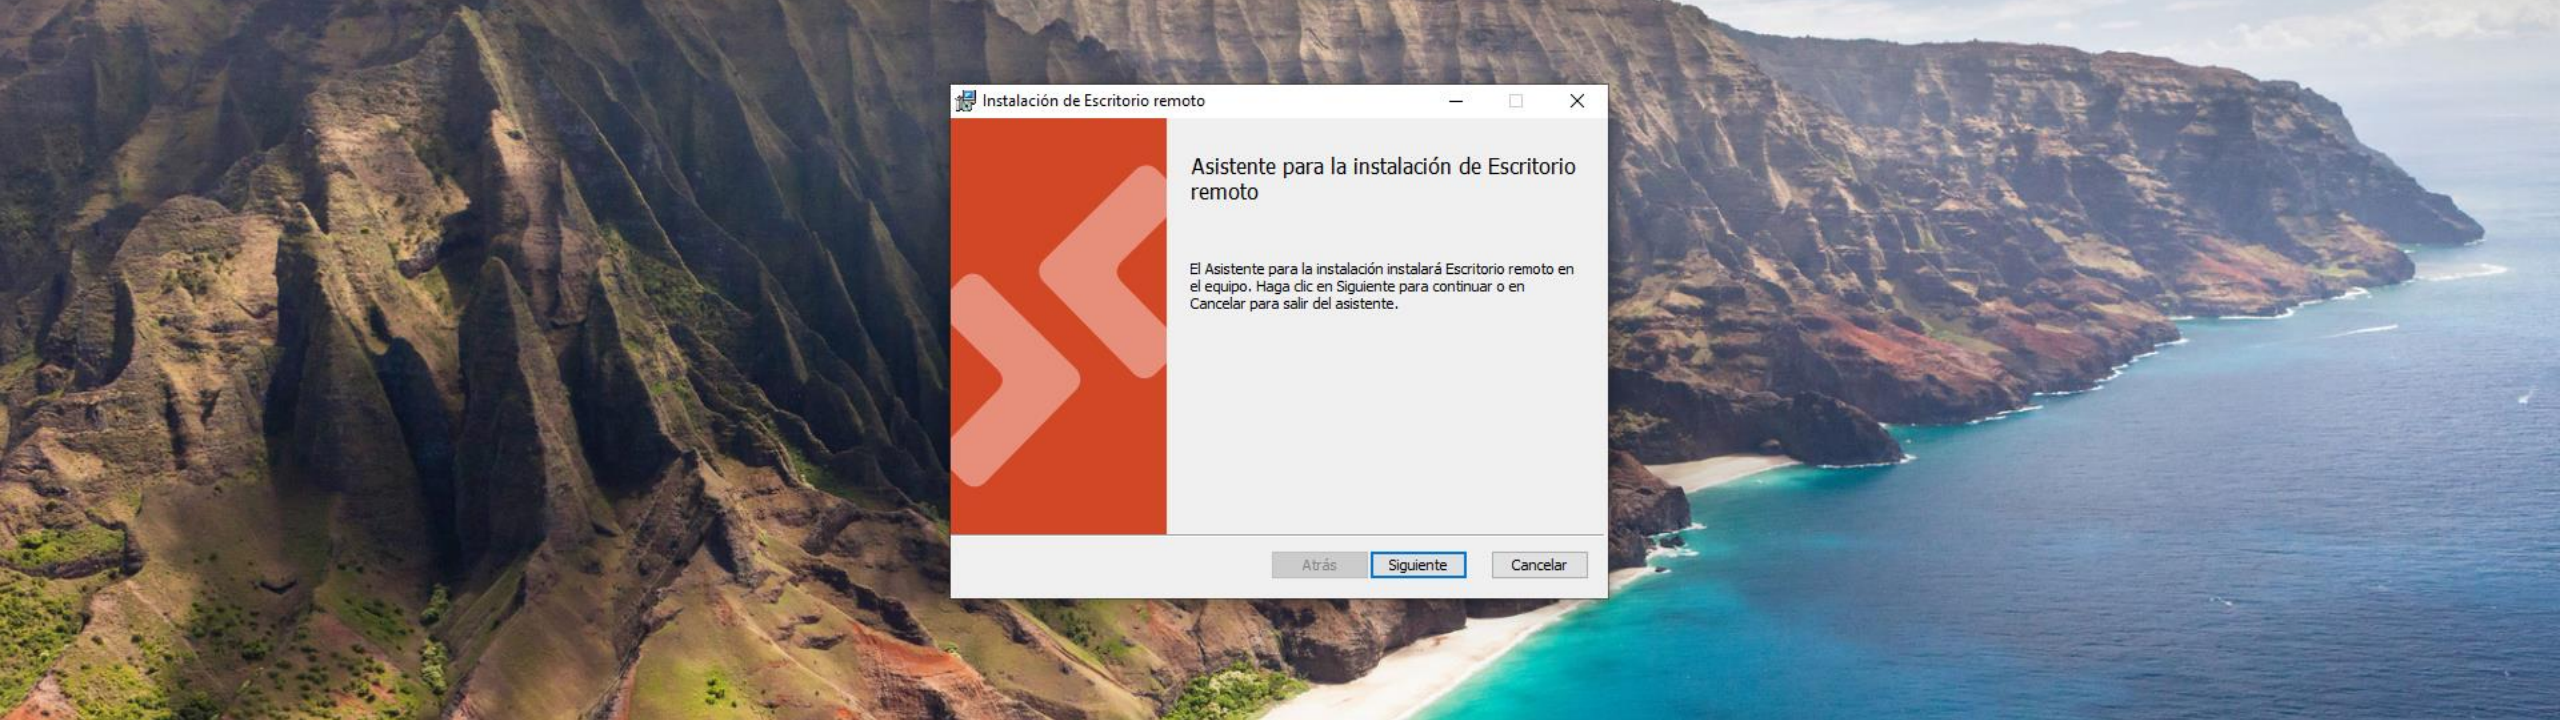 Instalación de Escritorio remoto
Asistente para la instalación de Escritorio
remoto
El Asistente para la instalación instalará Escritorio remoto en
el equipo. Haga clic en Siguiente para continuar o en
Cancelar para salir del asistente.
Atrás
Siguiente
Cancelar